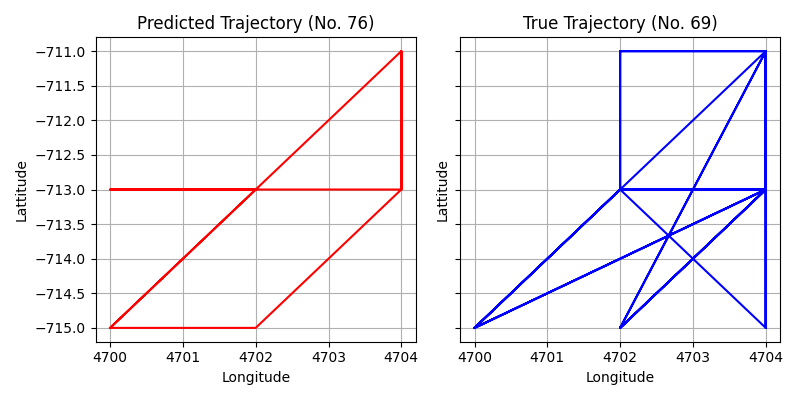 Predicted Trajectory (No. 76)
True Trajectory (No. 69)
−711.0
−711.5
−712.0
−712.5
−713.0
−713.5
−714.0
−714.5
−715.0
Lattitude
Lattitude
4700 4701 4702 4703 4704
4700 4701 4702 4703 4704
Longitude
Longitude